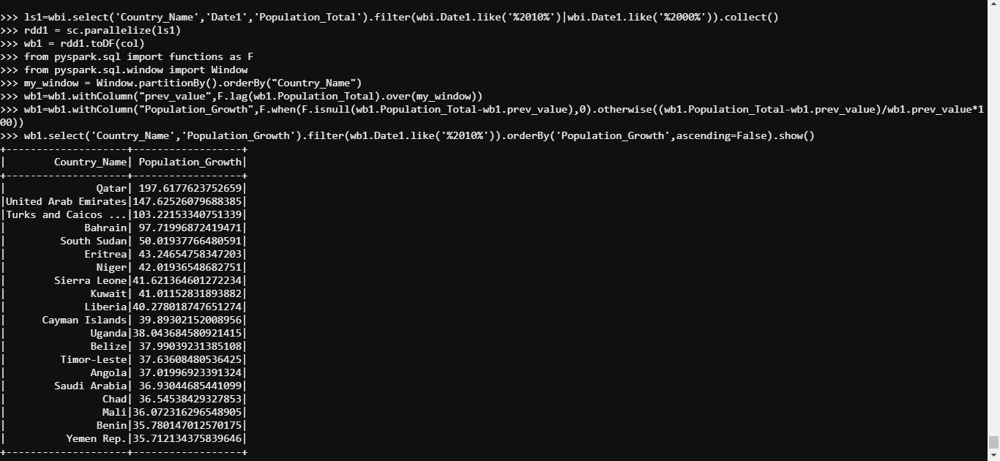 >>> ls1=wbi.select('Country_Name','Date1','Population_Total').filter(wbi.Date1.like('%2010%')|wbi.Date1.like('%2000%')).collect()
>>> rdd1 = sc.parallelize(ls1)
>>> wb1 = rdd1.toDF(col)
>>> from pyspark.sql import functions as F
>>> from pyspark.sql.window import Window
>>> my_window = Window.partitionBy().orderBy("Country_Name")
>>> wb1=wb1.withColumn("prev_value",F.lag(wb1.Population_Total).over(my_window))
>>> wb1=wb1.withColumn("Population_Growth",F.when(F.isnull(wb1.Population_Total-wb1.prev_value),0).otherwise((wb1.Population_Total-wb1.prev_value)/wb1.prev_value*1
00))
>>> wb1.select('Country_Name','Population_Growth').filter(wb1.Date1.like('%2010%')).orderBy('Population_Growth',ascending=False).show()
+--------------------+------------------+
|        Country_Name| Population_Growth|
+--------------------+------------------+
|               Qatar| 197.6177623752659|
|United Arab Emirates|147.62526079688385|
|Turks and Caicos ...|103.22153340751339|
|             Bahrain| 97.71996872419471|
|         South Sudan| 50.01937766480591|
|             Eritrea| 43.24654758347203|
|               Niger| 42.01936548682751|
|        Sierra Leone|41.621364601272234|
|              Kuwait| 41.01152831893882|
|             Liberia|40.278018747651274|
|      Cayman Islands| 39.89302152008956|
|              Uganda|38.043684580921415|
|              Belize| 37.99039231385108|
|         Timor-Leste| 37.63608480536425|
|              Angola| 37.01996923391324|
|        Saudi Arabia| 36.93044685441099|
|                Chad| 36.54538429327853|
|                Mali|36.072316296548905|
|               Benin|35.780147012570175|
|          Yemen Rep.|35.712134375839646|
+--------------------+------------------+